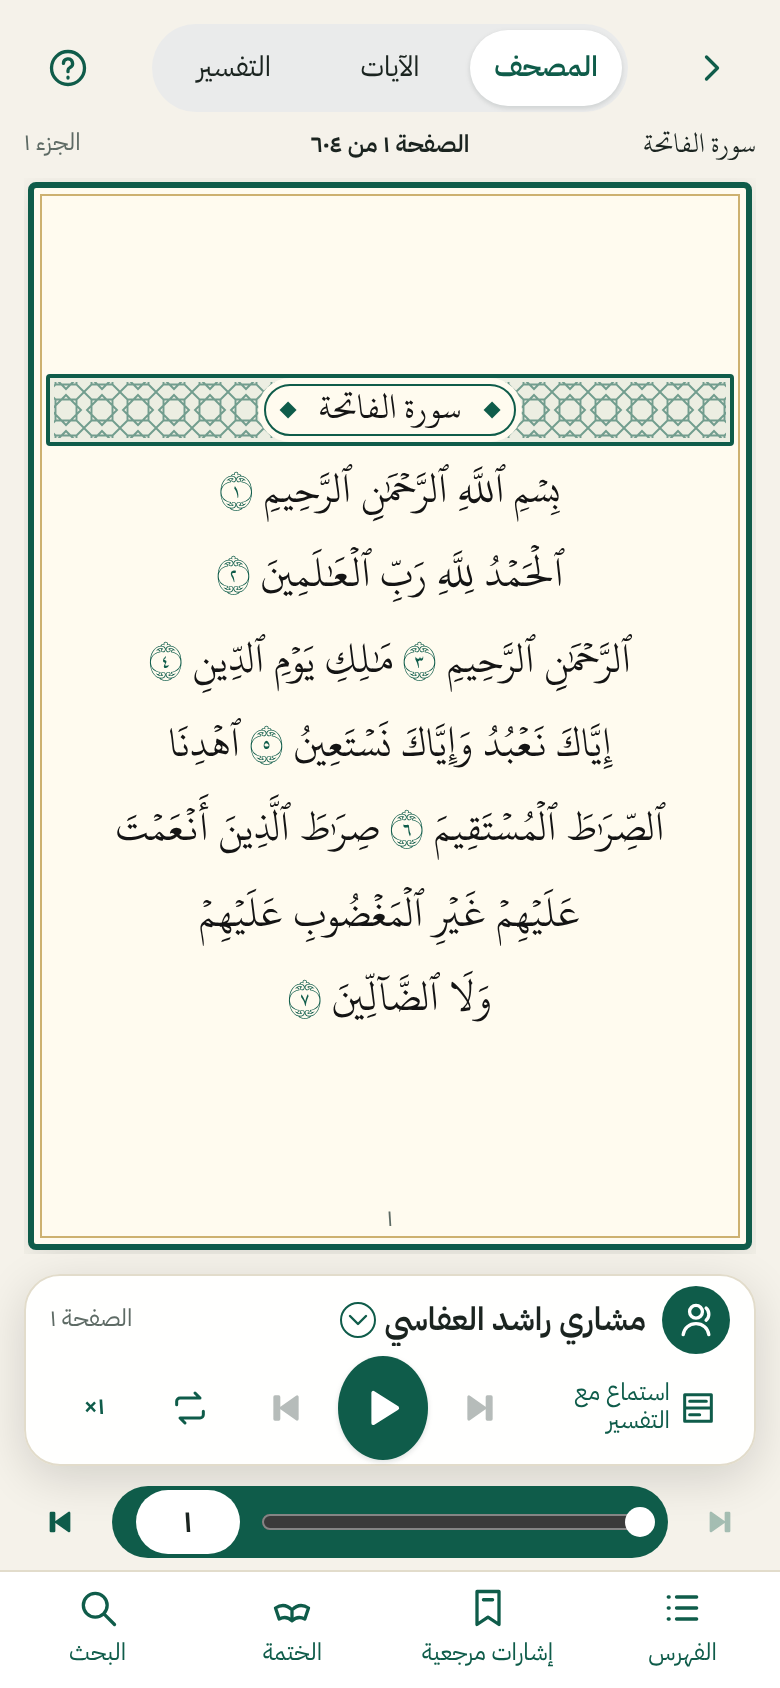 المصحف
الآيات
التفسير
سورة الفاتحة
الصفحة ١ من ٦٠٤
الجزء ١
سورة الفاتحة
بِسْمِ ٱللَّهِ ٱلرَّحْمَٰنِ ٱلرَّحِيمِ ١
ٱلْحَمْدُ لِلَّهِ رَبِّ ٱلْعَٰلَمِينَ ٢
ٱلرَّحْمَٰنِ ٱلرَّحِيمِ ٣ مَٰلِكِ يَوْمِ ٱلدِّينِ ٤
إِيَّاكَ نَعْبُدُ وَإِيَّاكَ نَسْتَعِينُ ٥ ٱهْدِنَا
ٱلصِّرَٰطَ ٱلْمُسْتَقِيمَ ٦ صِرَٰطَ ٱلَّذِينَ أَنْعَمْتَ
عَلَيْهِمْ غَيْرِ ٱلْمَغْضُوبِ عَلَيْهِمْ
وَلَا ٱلضَّآلِّينَ ٧
١
مشاري راشد العفاسي
الصفحة ١
استماع مع
التفسير
١×
١
الفهرس
إشارات مرجعية
الختمة
البحث